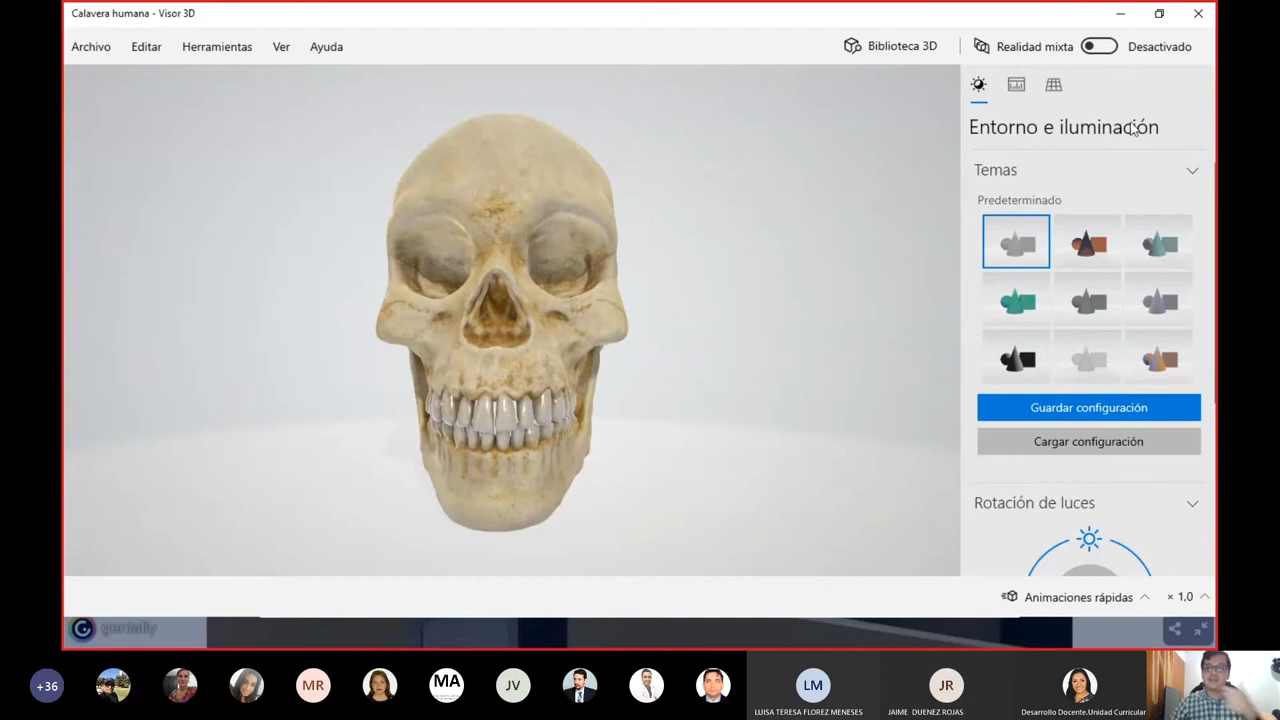 Calavera humana - Visor 3D
Archivo Editar Herramientas Ver Ayuda
Biblioteca 3D
Realidad mixta Desactivado
Entorno e iluminación
Temas
Predeterminado
Guardar configuración
Cargar configuración
Rotación de luces
Animaciones rápidas × 1,0
genially
+36 MR MA JV LM JR
LUISA TERESA FLOREZ MENESES JAIME DUENEZ ROJAS Desarrollo Docente.Unidad Curricular